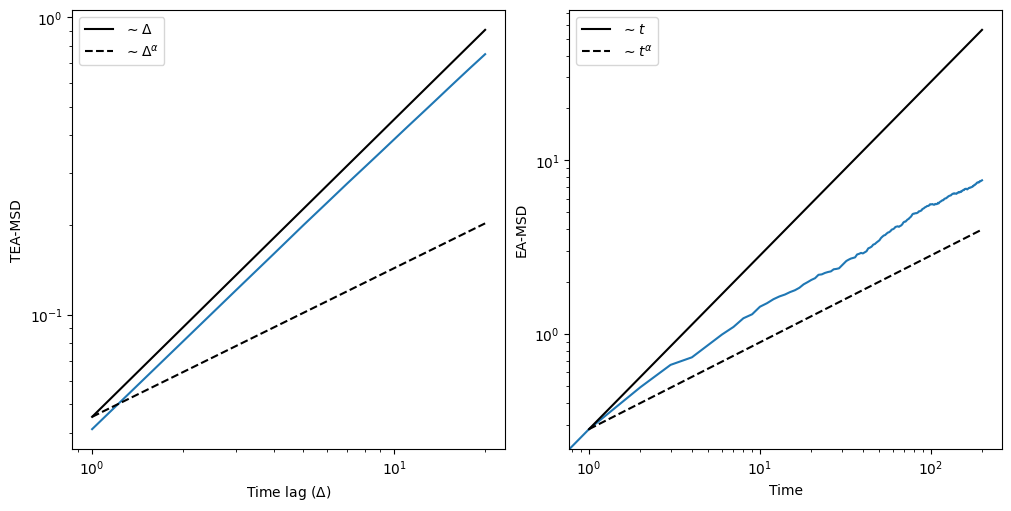 ~ Δ
~ Δ^α
10^0
10^-1
TEA-MSD
10^0
10^1
Time lag (Δ)
~ t
~ t^α
10^1
10^0
EA-MSD
10^0
10^1
10^2
Time